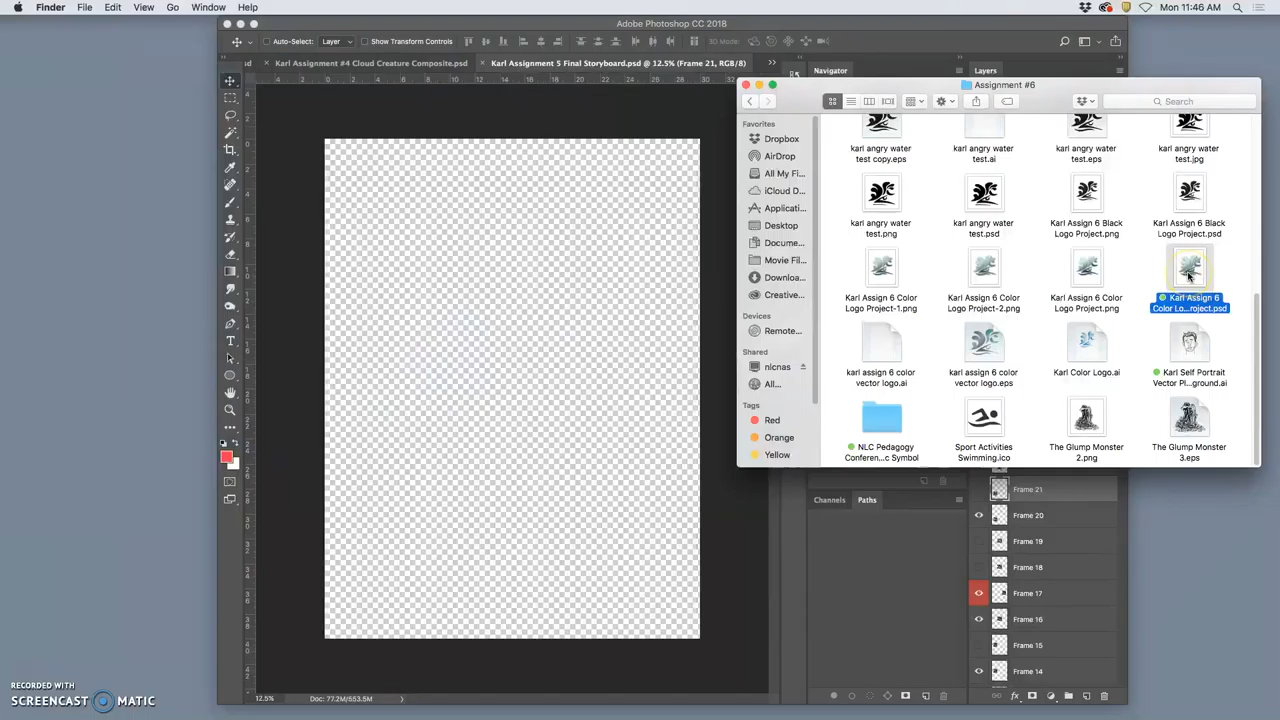 Finder File Edit View Go Window Help Mon 11:46 AM
Adobe Photoshop CC 2018
Auto-Select: Layer Show Transform Controls 3D Mode:
Karl Assignment #4 Cloud Creature Composite.psd
Karl Assignment 5 Final Storyboard.psd @ 12.5% (Frame 21, RGB/8)
Navigator
Layers
Assignment #6
Search
Favorites
Dropbox
AirDrop
All My Fi...
iCloud D...
Applicati...
Desktop
Docume...
Movie Fil...
Downloa...
Creative...
Devices
Remote...
Shared
nlcnas
All...
Tags
Red
Orange
Yellow
karl angry water test copy.eps
karl angry water test.ai
karl angry water test.eps
karl angry water test.jpg
karl angry water test.png
karl angry water test.psd
Karl Assign 6 Black Logo Project.png
Karl Assign 6 Black Logo Project.psd
Karl Assign 6 Color Logo Project-1.png
Karl Assign 6 Color Logo Project-2.png
Karl Assign 6 Color Logo Project.png
Karl Assign 6 Color Lo...roject.psd
karl assign 6 color vector logo.ai
karl assign 6 color vector logo.eps
Karl Color Logo.ai
Karl Self Portrait Vector Pl...ground.ai
NLC Pedagogy Conferen...c Symbol
Sport Activities Swimming.ico
The Glump Monster 2.png
The Glump Monster 3.eps
Channels Paths
Frame 21
Frame 20
Frame 19
Frame 18
Frame 17
Frame 16
Frame 15
Frame 14
12.5% Doc: 77.2M/653.5M
RECORDED WITH
SCREENCAST MATIC